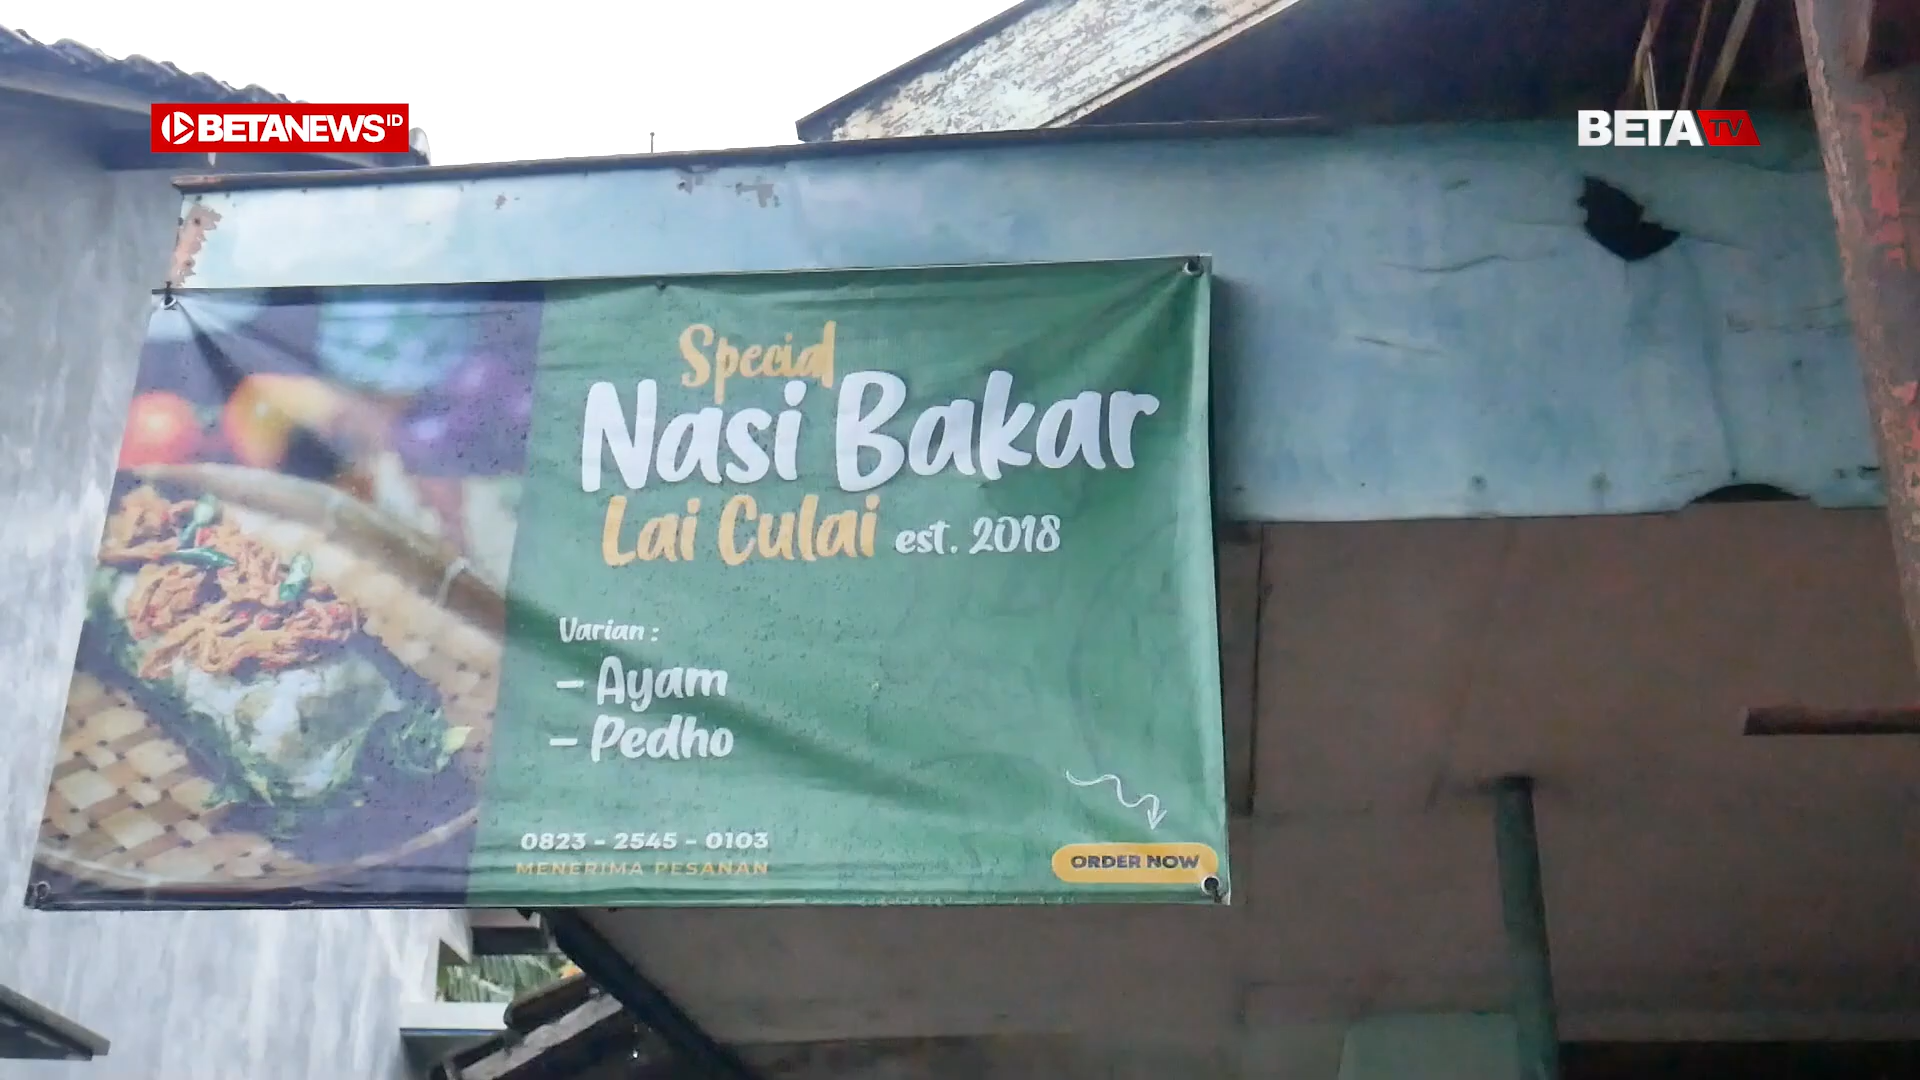 BETANEWS ID
BETA TV
Special
Nasi Bakar
Lai Culai est. 2018
Varian :
- Ayam
- Pedho
0823 - 2545 - 0103
MENERIMA PESANAN
ORDER NOW